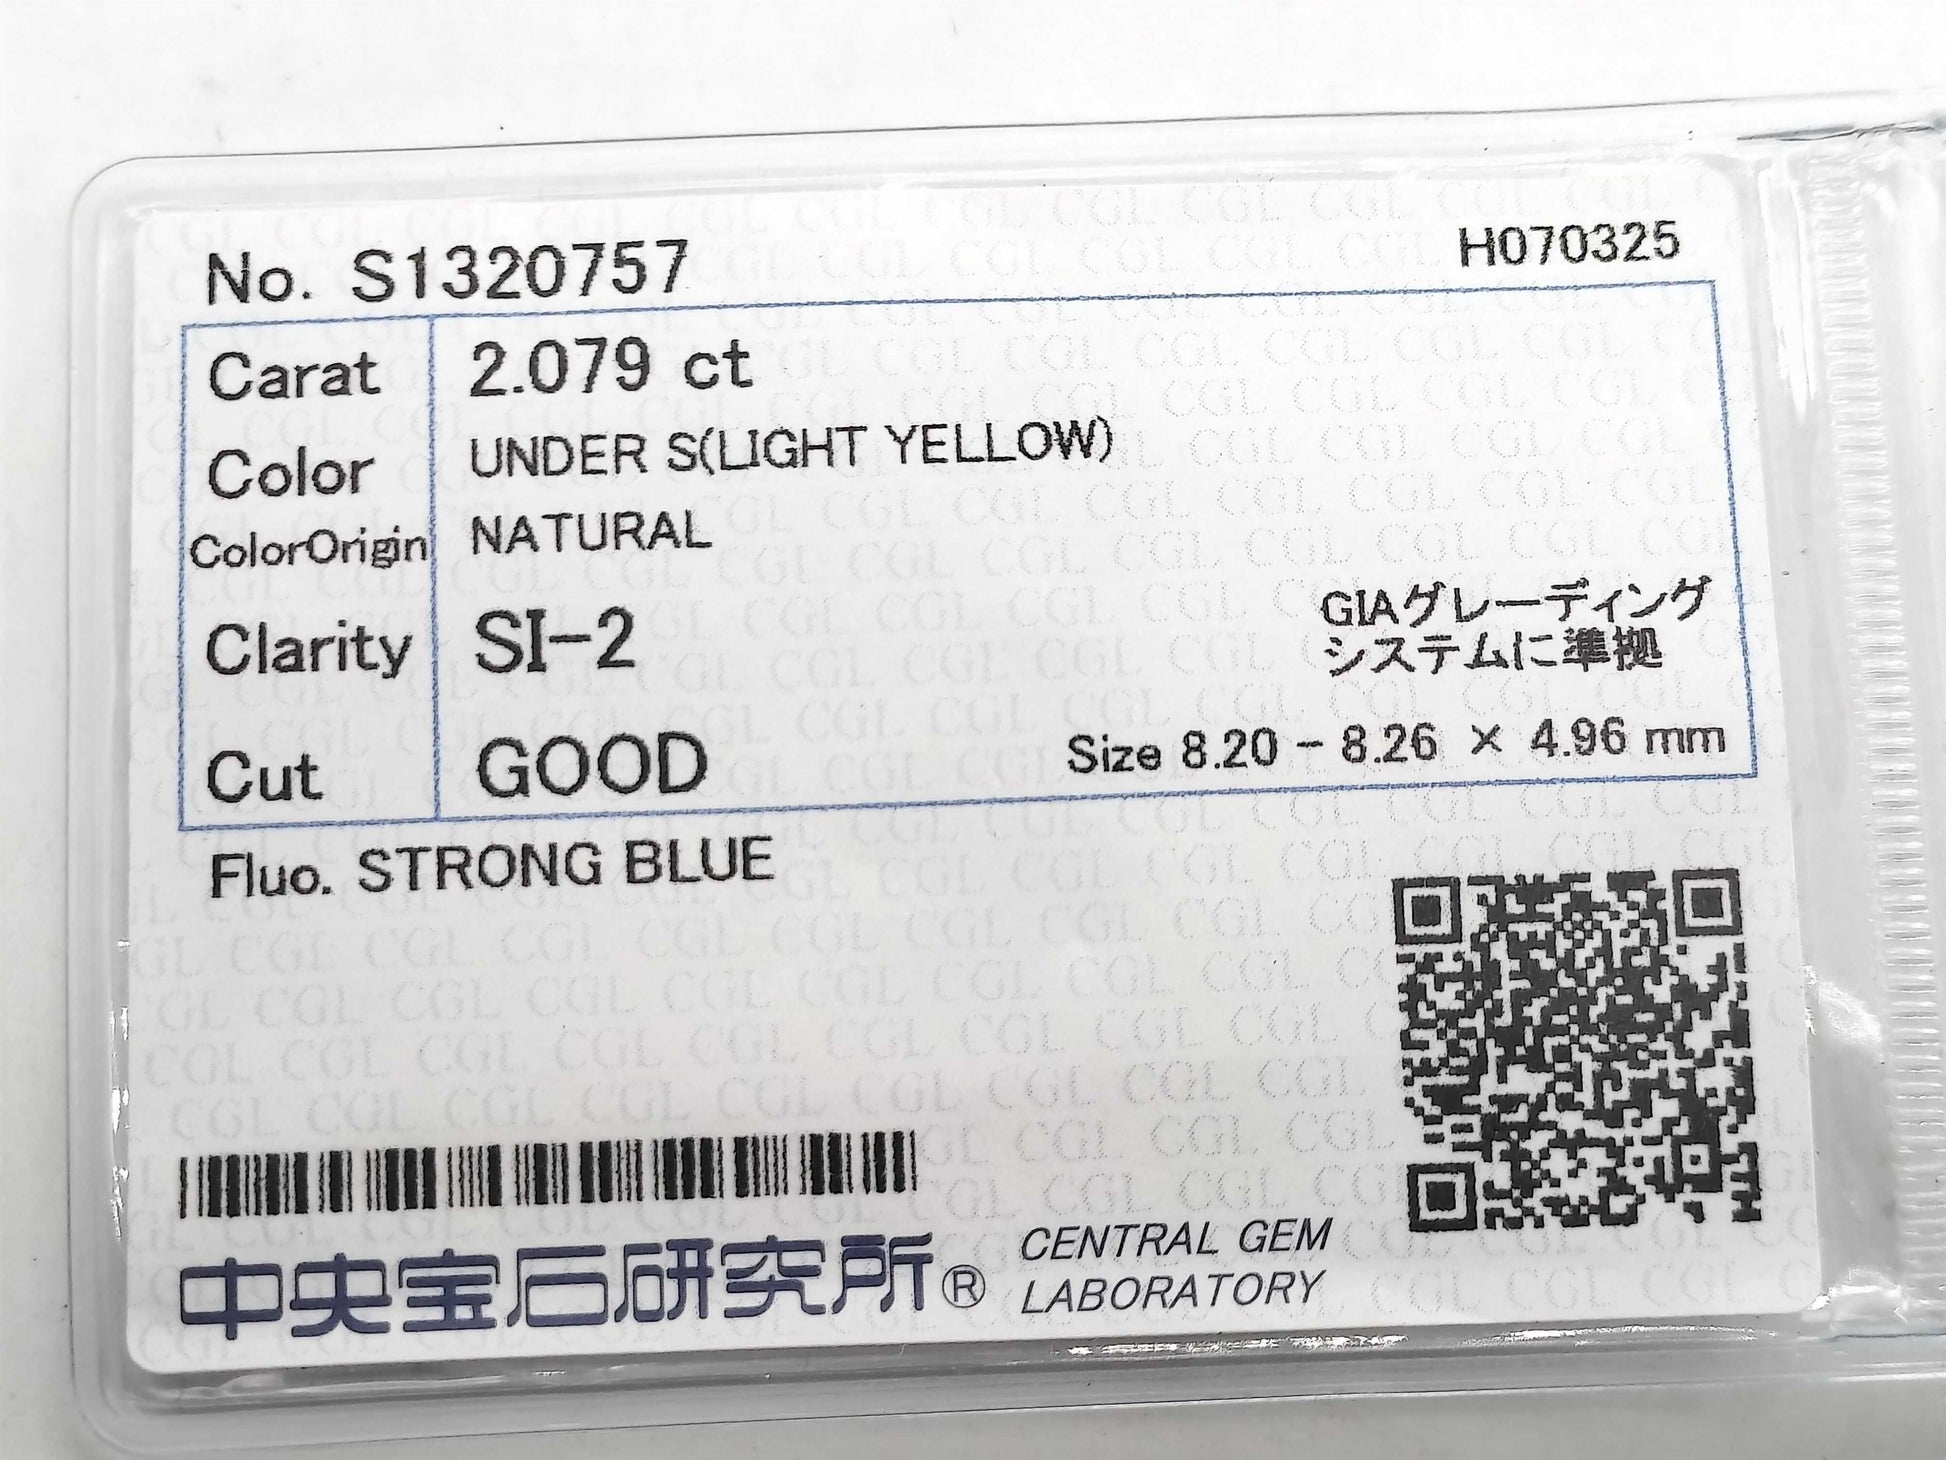 No. S1320757 H070325
Carat 2.079 ct
Color UNDER S(LIGHT YELLOW)
ColorOrigin NATURAL
Clarity SI-2
GIAグレーディング
システムに準拠
Cut GOOD Size 8.20 - 8.26 × 4.96 mm
Fluo. STRONG BLUE
中央宝石研究所® CENTRAL GEM
LABORATORY